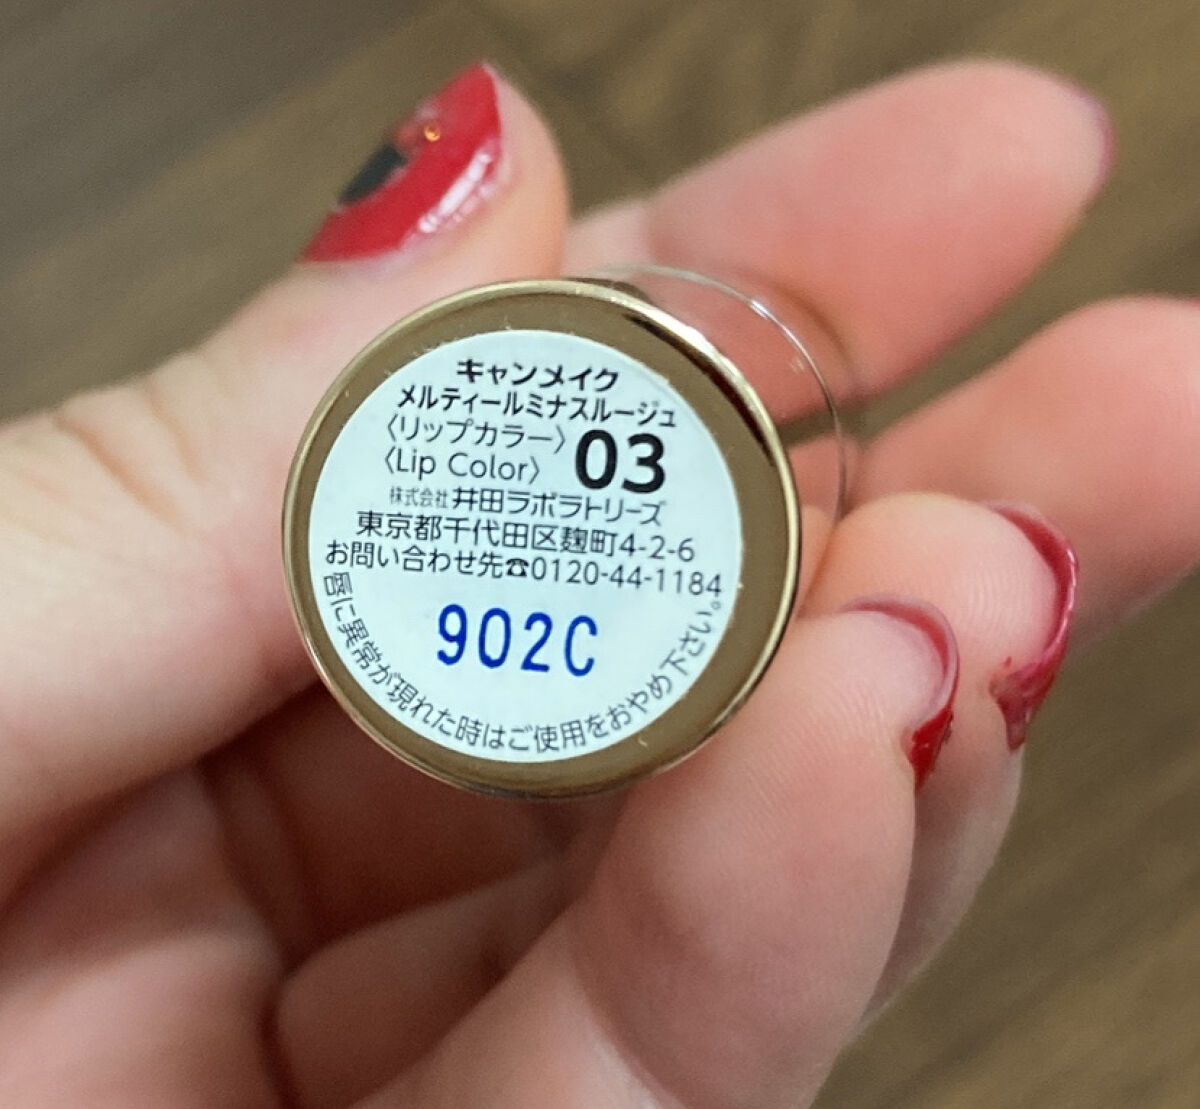 キャンメイク
メルティールミナスルージュ
〈リップカラー〉
〈Lip Color〉
03
株式会社 井田ラボラトリーズ
東京都千代田区麹町4-2-6
お問い合わせ先☎0120-44-1184
902C
唇に異常が現れた時はご使用をおやめ下さい。